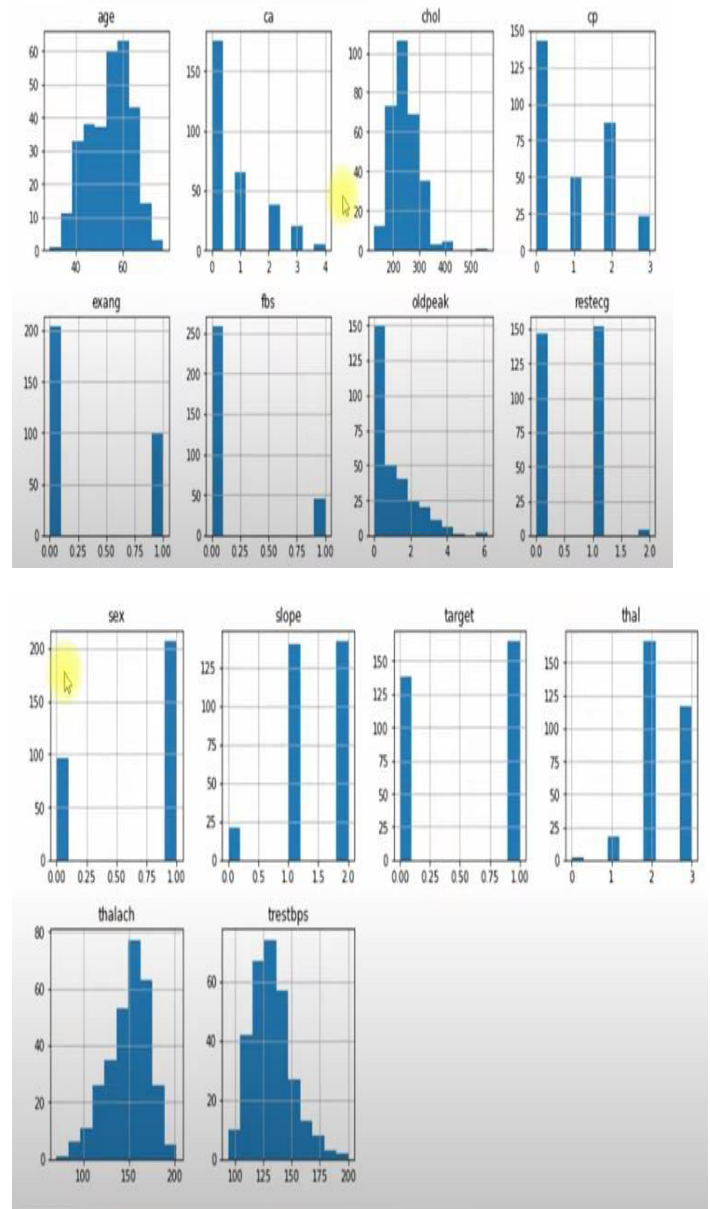 age ca chol cp
60 50 40 30 20 10 0 150 100 50 0 100 80 60 40 20 0 150 125 100 75 50 25 0
40 60 0 1 2 3 4 200 300 400 500 0 1 2 3
exang fbs oldpeak restecg
200 150 100 50 0 250 200 150 100 50 0 150 125 100 75 50 25 0 150 125 100 75 50 25 0
0.00 0.25 0.50 0.75 1.00 0.00 0.25 0.50 0.75 1.00 0 2 4 6 0.0 0.5 1.0 1.5 2.0
sex slope target thal
200 150 100 50 0 125 100 75 50 25 0 150 125 100 75 50 25 0 150 125 100 75 50 25 0
0.00 0.25 0.50 0.75 1.00 0.0 0.5 1.0 1.5 2.0 0.00 0.25 0.50 0.75 1.00 0 1 2 3
thalach trestbps
80 60 40 20 0 60 40 20 0
100 150 200 100 125 150 175 200